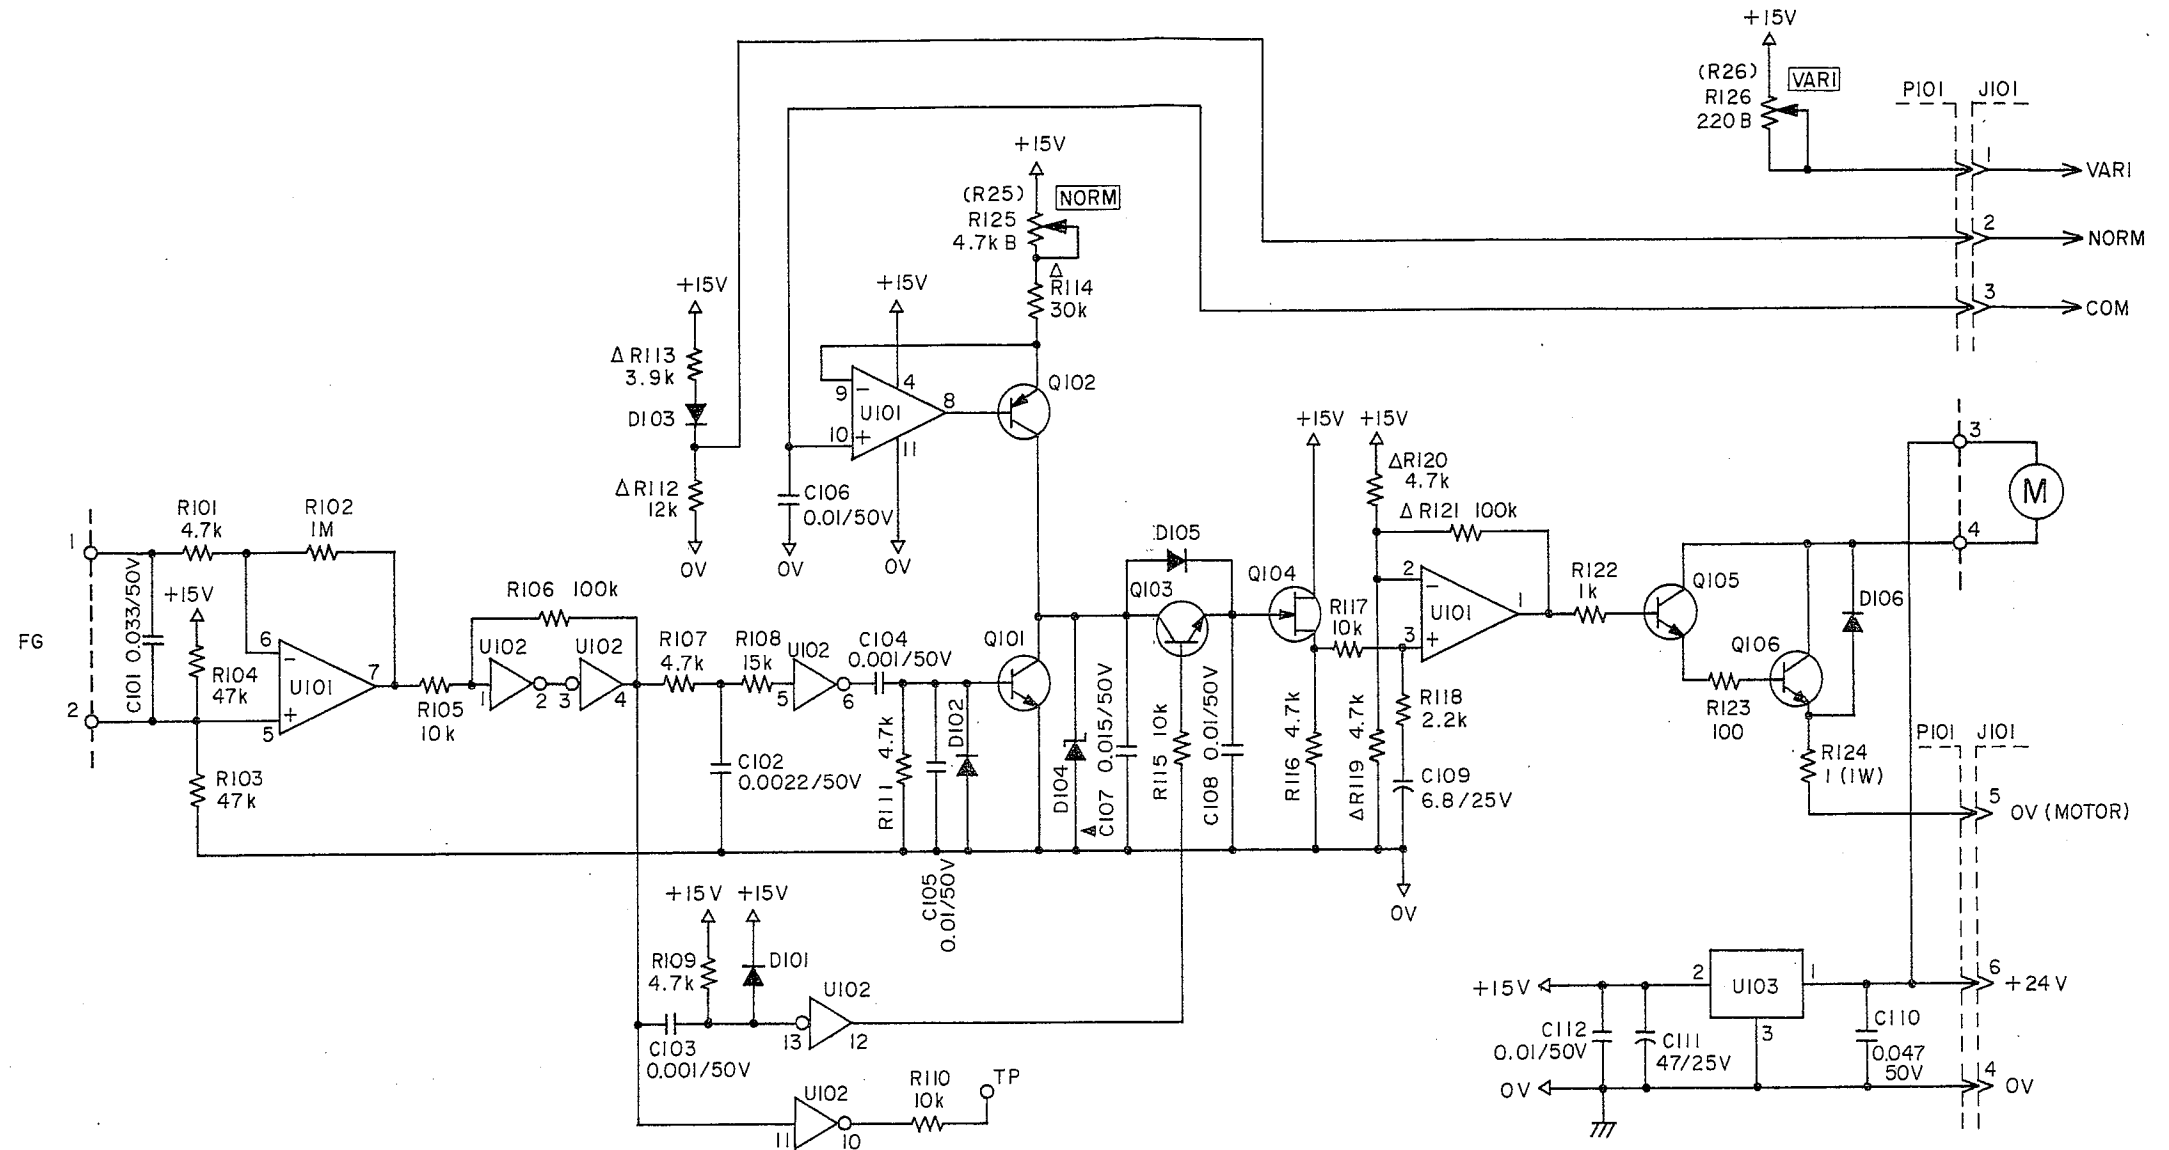 +15V
(R26)
VARI
R126
220 B
P101
J101
1
VARI
2
NORM
3
COM
+15V
(R25)
NORM
R125
4.7k B
Δ
R114
30k
+15V
Δ R113
3.9k
D103
Δ R112
12k
0V
+15V
4
9
−
U101
8
10
+
11
Q102
C106
0.01/50V
0V
0V
R101
4.7k
R102
1M
1
C101 0.033/50V
+15V
R104
47k
FG
2
6
−
U101
7
+
5
R103
47k
R105
10k
R106 100k
U102
1
2
U102
3
4
R107
4.7k
R108
15k
U102
5
6
C102
0.0022/50V
C104
0.001/50V
R111 4.7k
C105
0.01/50V
D102
Q101
D104
Δ
C107 0.015/50V
D105
Q103
R115 10k
C108 0.01/50V
Q104
+15V
R117
10k
R116 4.7k
+15V
Δ R120
4.7k
Δ R121 100k
ΔR119 4.7k
2
−
U101
1
3
+
R118
2.2k
C109
6.8/25V
0V
R122
1k
Q105
R123
100
Q106
D106
R124
1 (1W)
3
M
4
P101
J101
5
0V (MOTOR)
+15V
+15V
R109
4.7k
D101
U102
13
12
C103
0.001/50V
U102
11
10
R110
10k
TP
+15V
2
U103
1
3
C112
0.01/50V
C111
47/25V
C110
0.047
50V
6
+24V
0V
4
0V